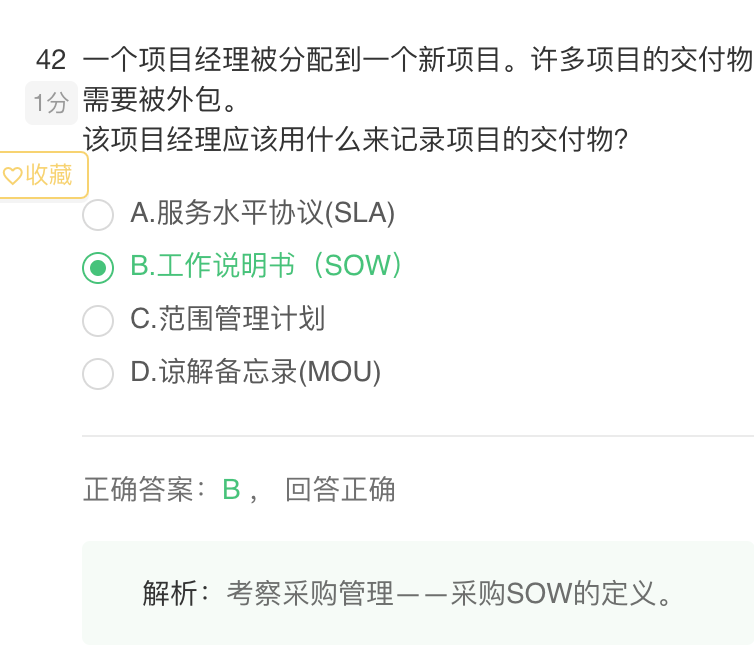 42 一个项目经理被分配到一个新项目。许多项目的交付物
1分 需要被外包。
该项目经理应该用什么来记录项目的交付物?
收藏
A.服务水平协议(SLA)
B.工作说明书（SOW）
C.范围管理计划
D.谅解备忘录(MOU)
正确答案：B ， 回答正确
解析：考察采购管理——采购SOW的定义。